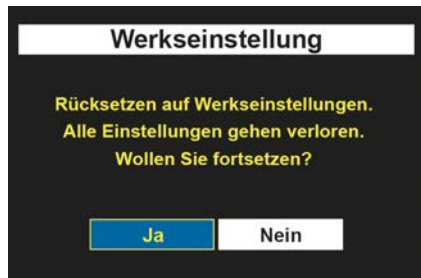 Werkseinstellung
Rücksetzen auf Werkseinstellungen.
Alle Einstellungen gehen verloren.
Wollen Sie fortsetzen?
Ja Nein